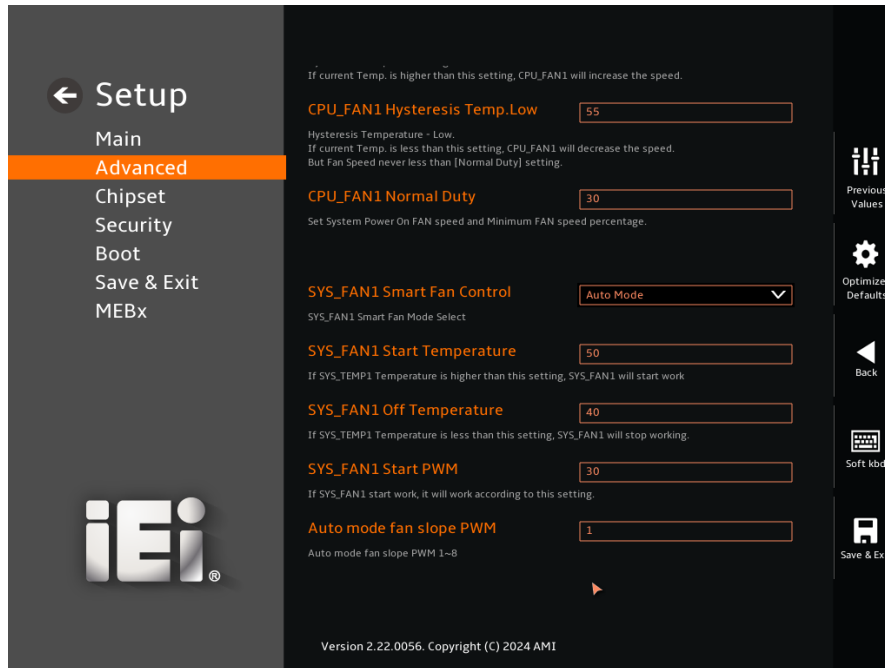 Setup
Main
Advanced
Chipset
Security
Boot
Save & Exit
MEBx
iEi
®
If current Temp. is higher than this setting, CPU_FAN1 will increase the speed.
CPU_FAN1 Hysteresis Temp.Low
55
Hysteresis Temperature - Low.
If current Temp. is less than this setting, CPU_FAN1 will decrease the speed.
But Fan Speed never less than [Normal Duty] setting.
CPU_FAN1 Normal Duty
30
Set System Power On FAN speed and Minimum FAN speed percentage.
SYS_FAN1 Smart Fan Control
Auto Mode
SYS_FAN1 Smart Fan Mode Select
SYS_FAN1 Start Temperature
50
If SYS_TEMP1 Temperature is higher than this setting, SYS_FAN1 will start work
SYS_FAN1 Off Temperature
40
If SYS_TEMP1 Temperature is less than this setting, SYS_FAN1 will stop working.
SYS_FAN1 Start PWM
30
If SYS_FAN1 start work, it will work according to this setting.
Auto mode fan slope PWM
1
Auto mode fan slope PWM 1~8
Version 2.22.0056. Copyright (C) 2024 AMI
Previous
Values
Optimize
Defaults
Back
Soft kbd
Save & Ex